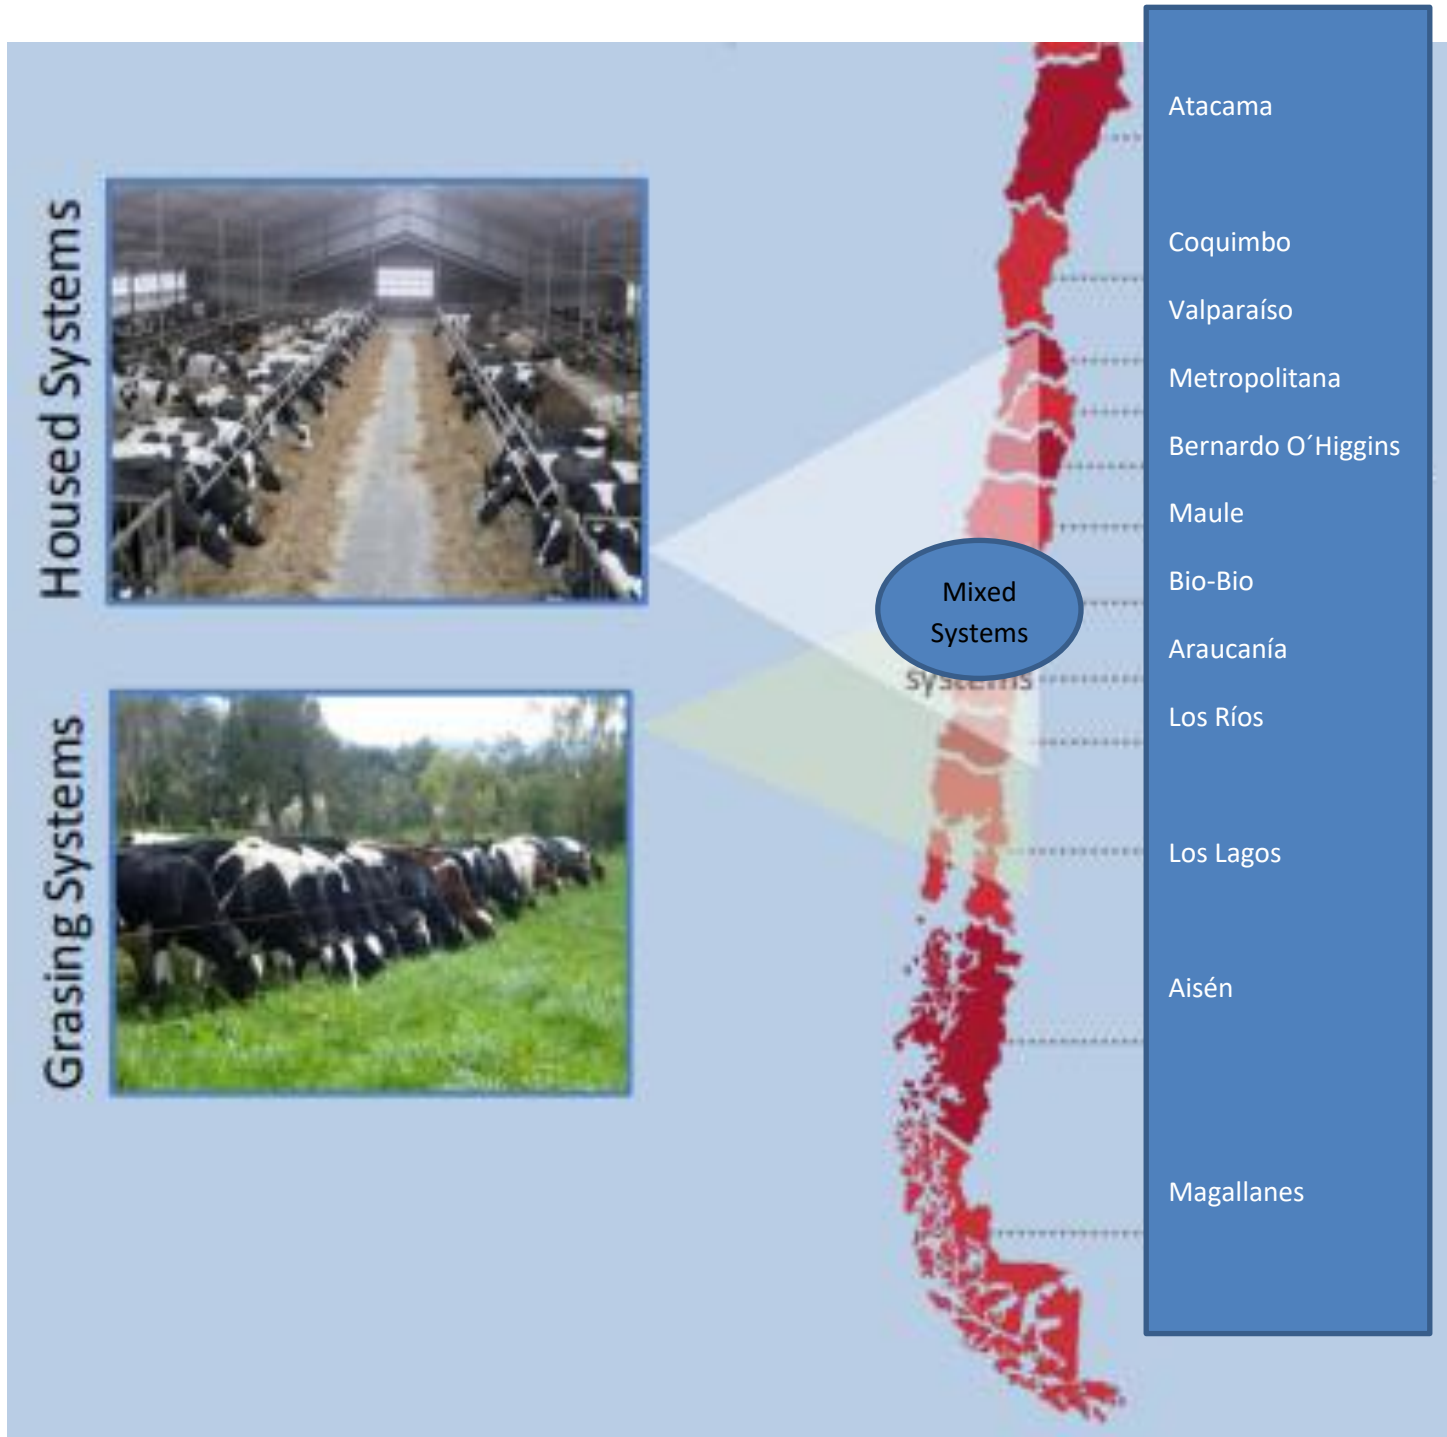 Housed Systems
Grasing Systems
Mixed
Systems
systems
Atacama
Coquimbo
Valparaíso
Metropolitana
Bernardo O´Higgins
Maule
Bio-Bio
Araucanía
Los Ríos
Los Lagos
Aisén
Magallanes